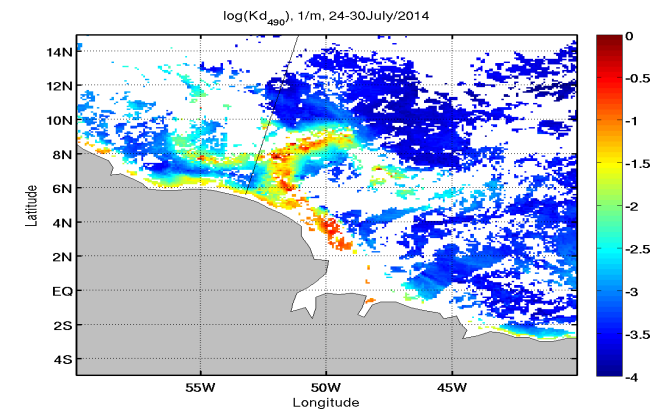 log(Kd490), 1/m, 24-30July/2014
14N
12N
10N
8N
6N
4N
2N
EQ
2S
4S
Latitude
55W 50W 45W
Longitude
0
-0.5
-1
-1.5
-2
-2.5
-3
-3.5
-4